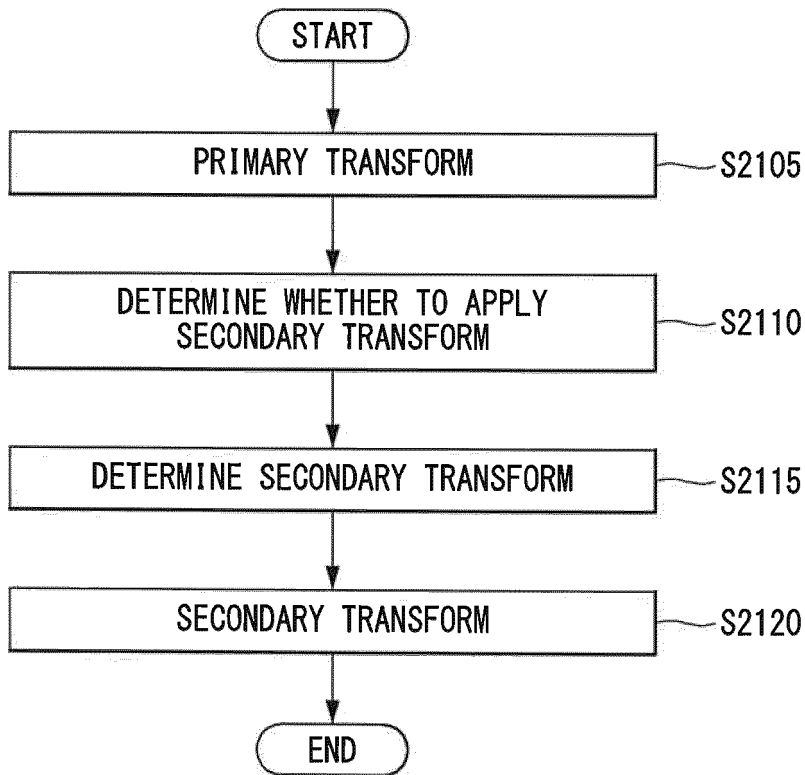 START
PRIMARY TRANSFORM
S2105
DETERMINE WHETHER TO APPLY
SECONDARY TRANSFORM
S2110
DETERMINE SECONDARY TRANSFORM
S2115
SECONDARY TRANSFORM
S2120
END